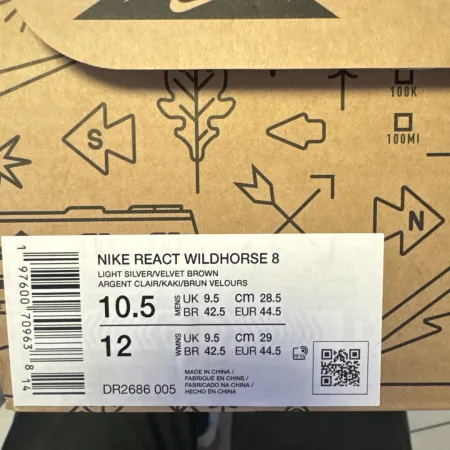 100K
100MI
S
N
NIKE REACT WILDHORSE 8
LIGHT SILVER/VELVET BROWN
ARGENT CLAIR/KAKI/BRUN VELOURS
10.5 MENS UK 9.5 cm 28.5
BR 42.5 EUR 44.5
12 WMNS UK 9.5 cm 29
BR 42.5 EUR 44.5
MADE IN CHINA /
FABRIQUE EN CHINE /
FABRICADO NA CHINA /
HECHO EN CHINA
DR2686 005
1 97600 70963 8 14